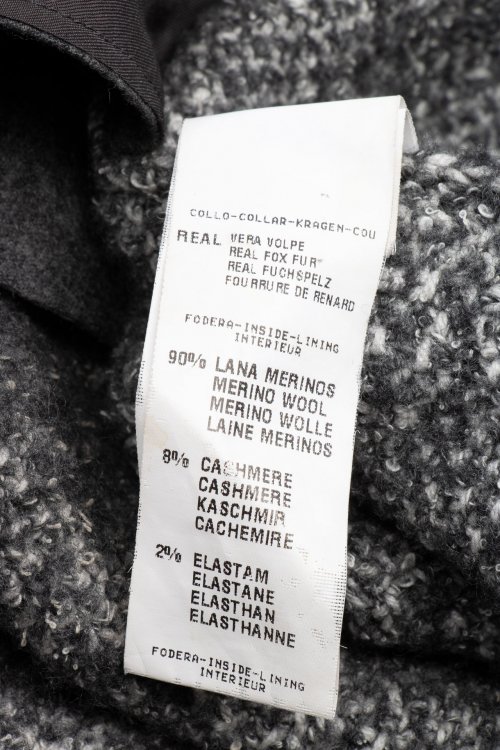 COLLO-COLLAR-KRAGEN-COU
REAL VERA VOLPE
REAL FOX FUR
REAL FUCHSPELZ
FOURRURE DE RENARD
FODERA-INSIDE-LINING
INTERIEUR
90% LANA MERINOS
MERINO WOOL
MERINO WOLLE
LAINE MERINOS
8% CASHMERE
CASHMERE
KASCHMIR
CACHEMIRE
2% ELASTAM
ELASTANE
ELASTHAN
ELASTHANNE
FODERA-INSIDE-LINING
INTERIEUR